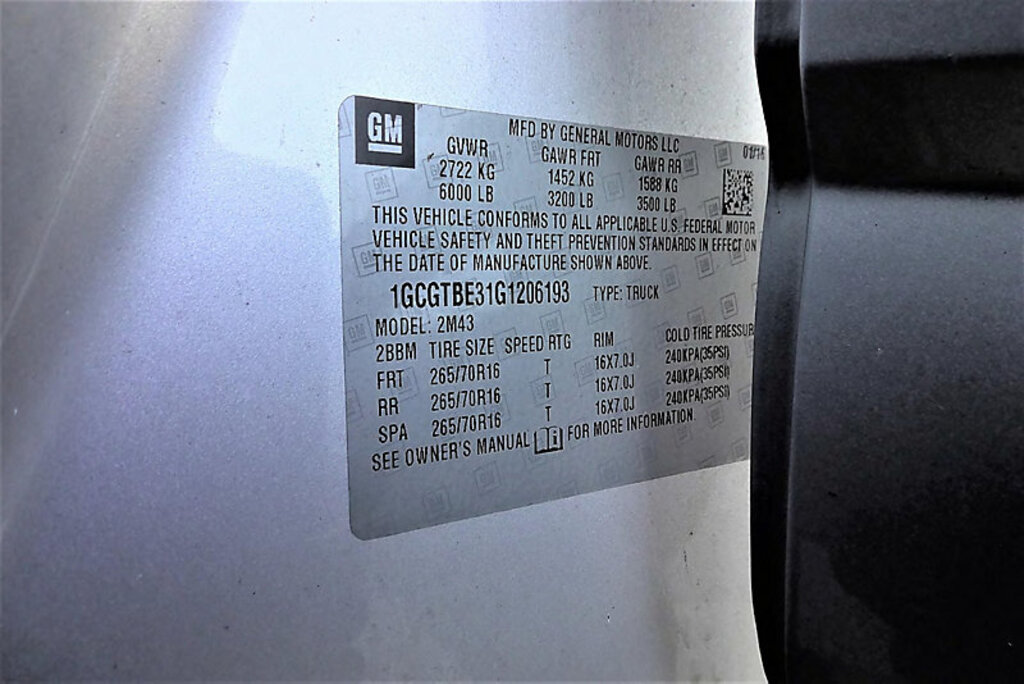 GM
MFD BY GENERAL MOTORS LLC
GVWR GAWR FRT GAWR RR
2722 KG 1452 KG 1588 KG
6000 LB 3200 LB 3500 LB
THIS VEHICLE CONFORMS TO ALL APPLICABLE U.S. FEDERAL MOTOR
VEHICLE SAFETY AND THEFT PREVENTION STANDARDS IN EFFECT ON
THE DATE OF MANUFACTURE SHOWN ABOVE.
1GCGTBE31G1206193 TYPE: TRUCK
MODEL: 2M43
2BBM TIRE SIZE SPEED RTG RIM COLD TIRE PRESSUR
FRT 265/70R16 T 16X7.0J 240KPA(35PSI)
RR 265/70R16 T 16X7.0J 240KPA(35PSI)
SPA 265/70R16 T 16X7.0J 240KPA(35PSI)
SEE OWNER'S MANUAL FOR MORE INFORMATION.